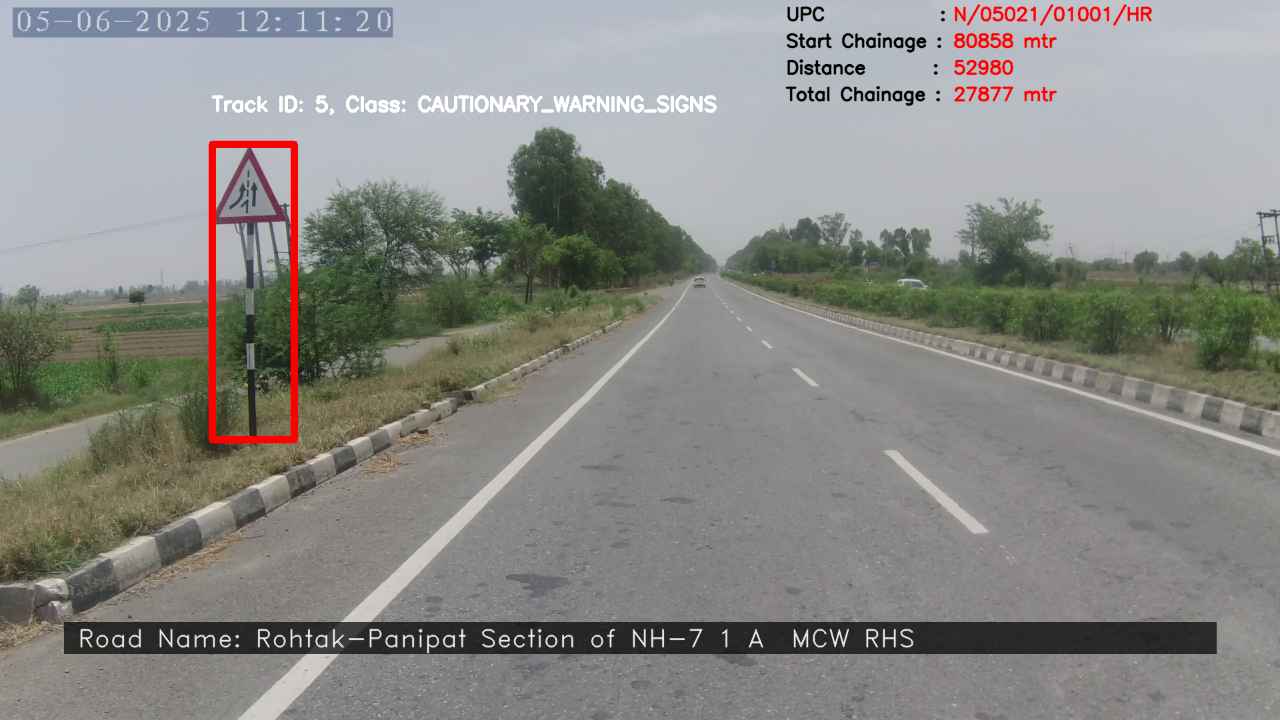 05-06-2025 12:11:20
UPC : N/05021/01001/HR
Start Chainage : 80858 mtr
Distance : 52980
Total Chainage : 27877 mtr
Track ID: 5, Class: CAUTIONARY_WARNING_SIGNS
Road Name: Rohtak-Panipat Section of NH-7 1 A MCW RHS